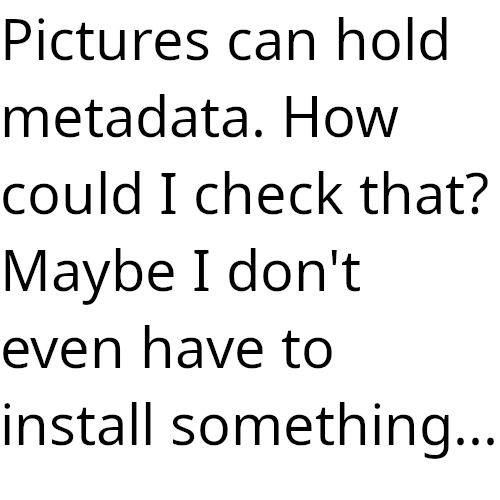 Pictures can hold
metadata. How
could I check that?
Maybe I don't
even have to
install something...